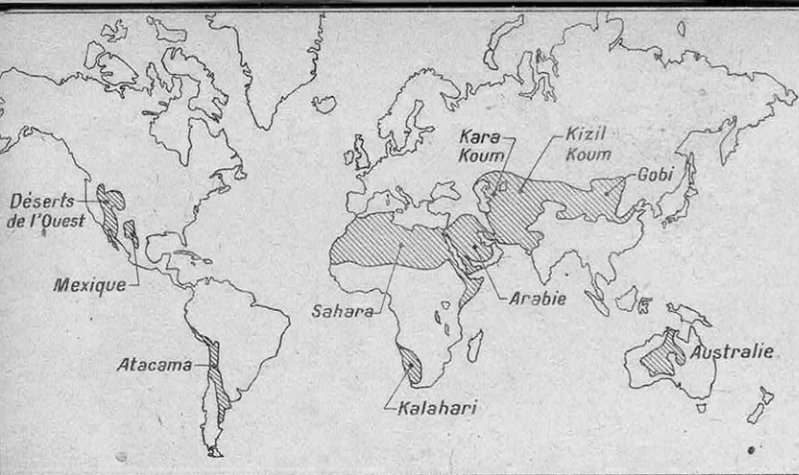 Kara
Koum
Kizil
Koum
Gobi
Déserts
de l'Ouest
Mexique
Sahara
Arabie
Atacama
Australie
Kalahari